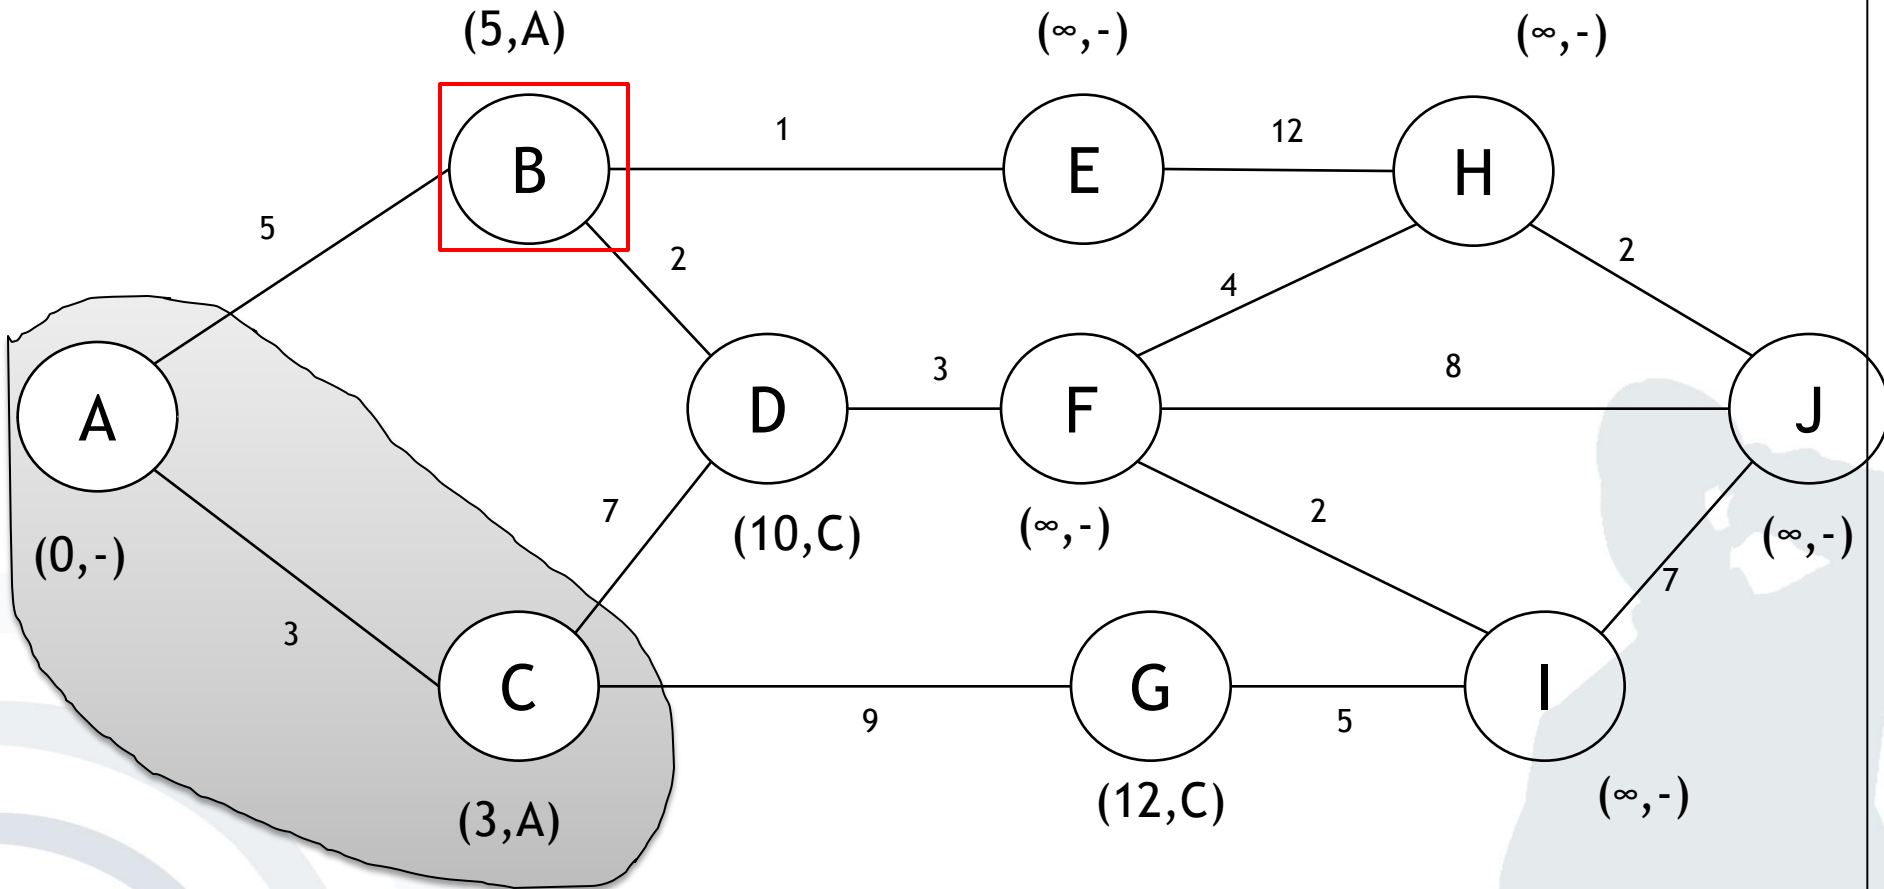 (5,A)
(∞,-)
(∞,-)
B
1
E
12
H
5
2
4
2
A
D
3
F
8
J
(0,-)
7
(10,C)
(∞,-)
2
(∞,-)
7
3
C
9
G
5
I
(3,A)
(12,C)
(∞,-)